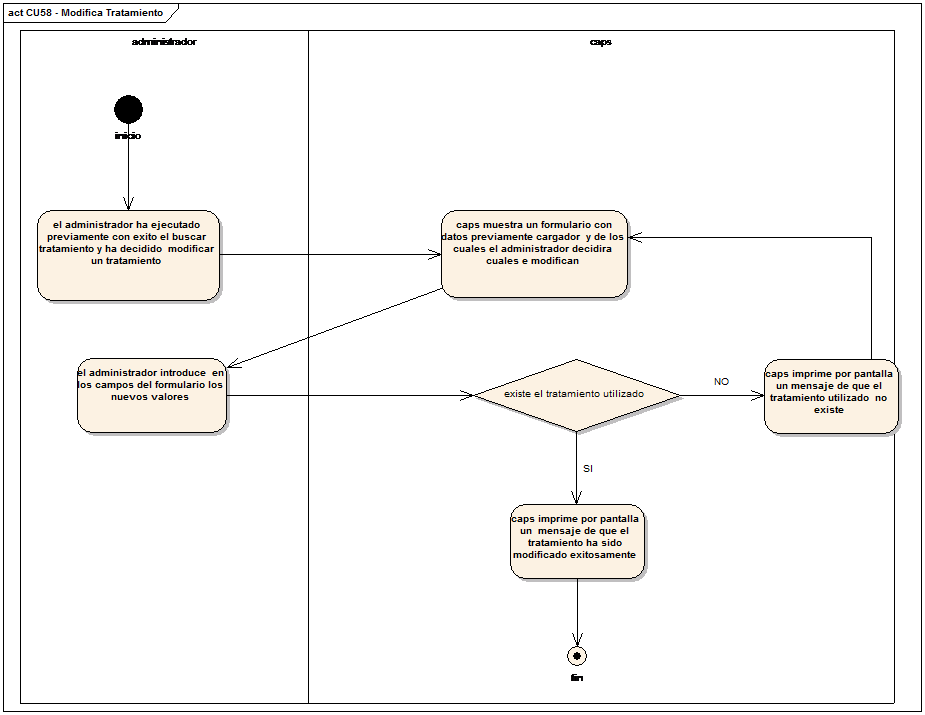 act CU58 - Modifica Tratamiento
administrador
caps
inicio
el administrador ha ejecutado
previamente con exito el buscar
tratamiento y ha decidido modificar
un tratamiento
caps muestra un formulario con
datos previamente cargador y de los
cuales el administrador decidira
cuales e modifican
el administrador introduce en
los campos del formulario los
nuevos valores
existe el tratamiento utilizado
NO
caps imprime por pantalla
un mensaje de que el
tratamiento utilizado no
existe
SI
caps imprime por pantalla
un mensaje de que el
tratamiento ha sido
modificado exitosamente
fin